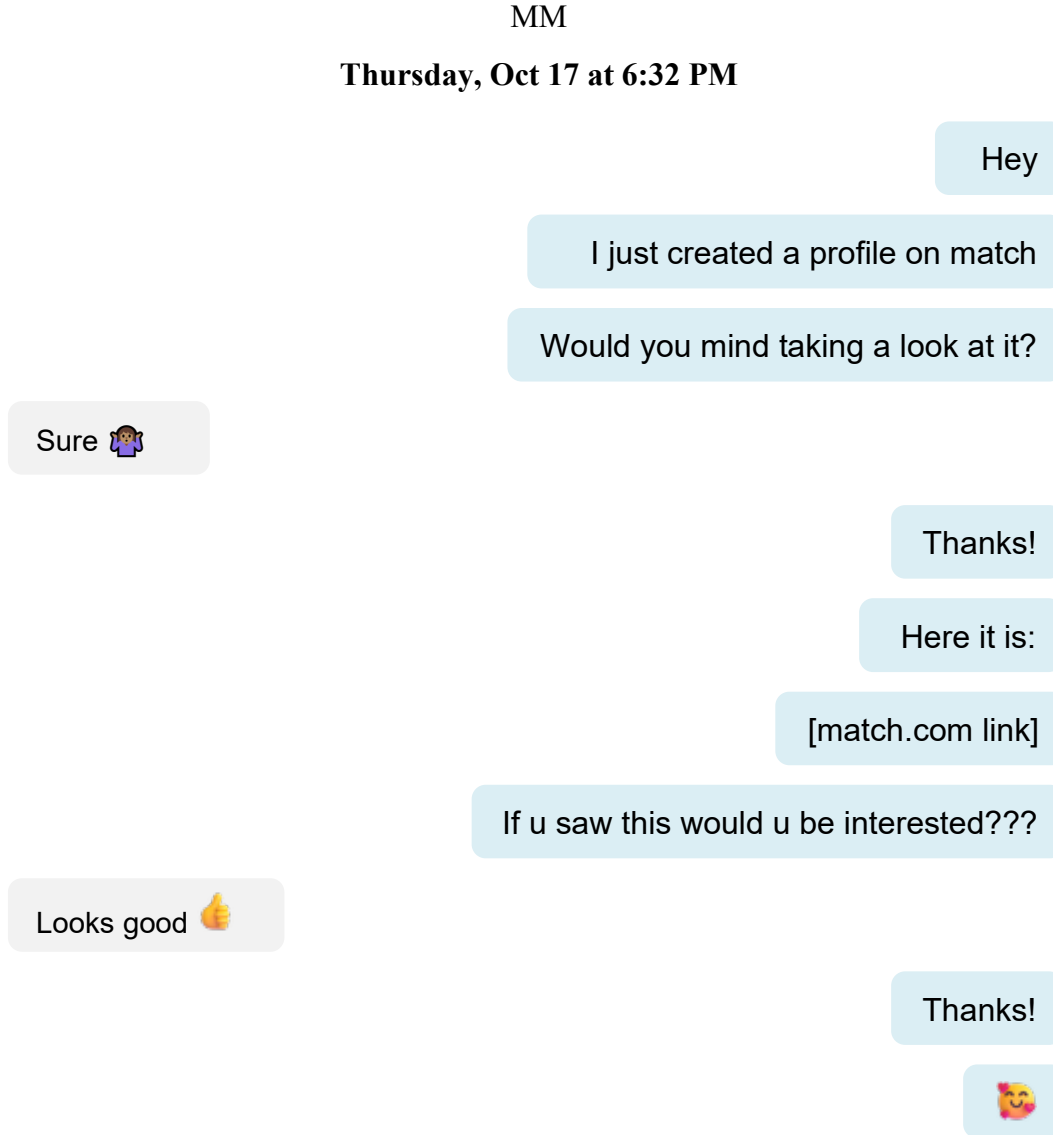 MM
Thursday, Oct 17 at 6:32 PM
Hey
I just created a profile on match
Would you mind taking a look at it?
Sure 🤷🏾‍♀️
Thanks!
Here it is:
[match.com link]
If u saw this would u be interested???
Looks good 👍
Thanks!
🥰